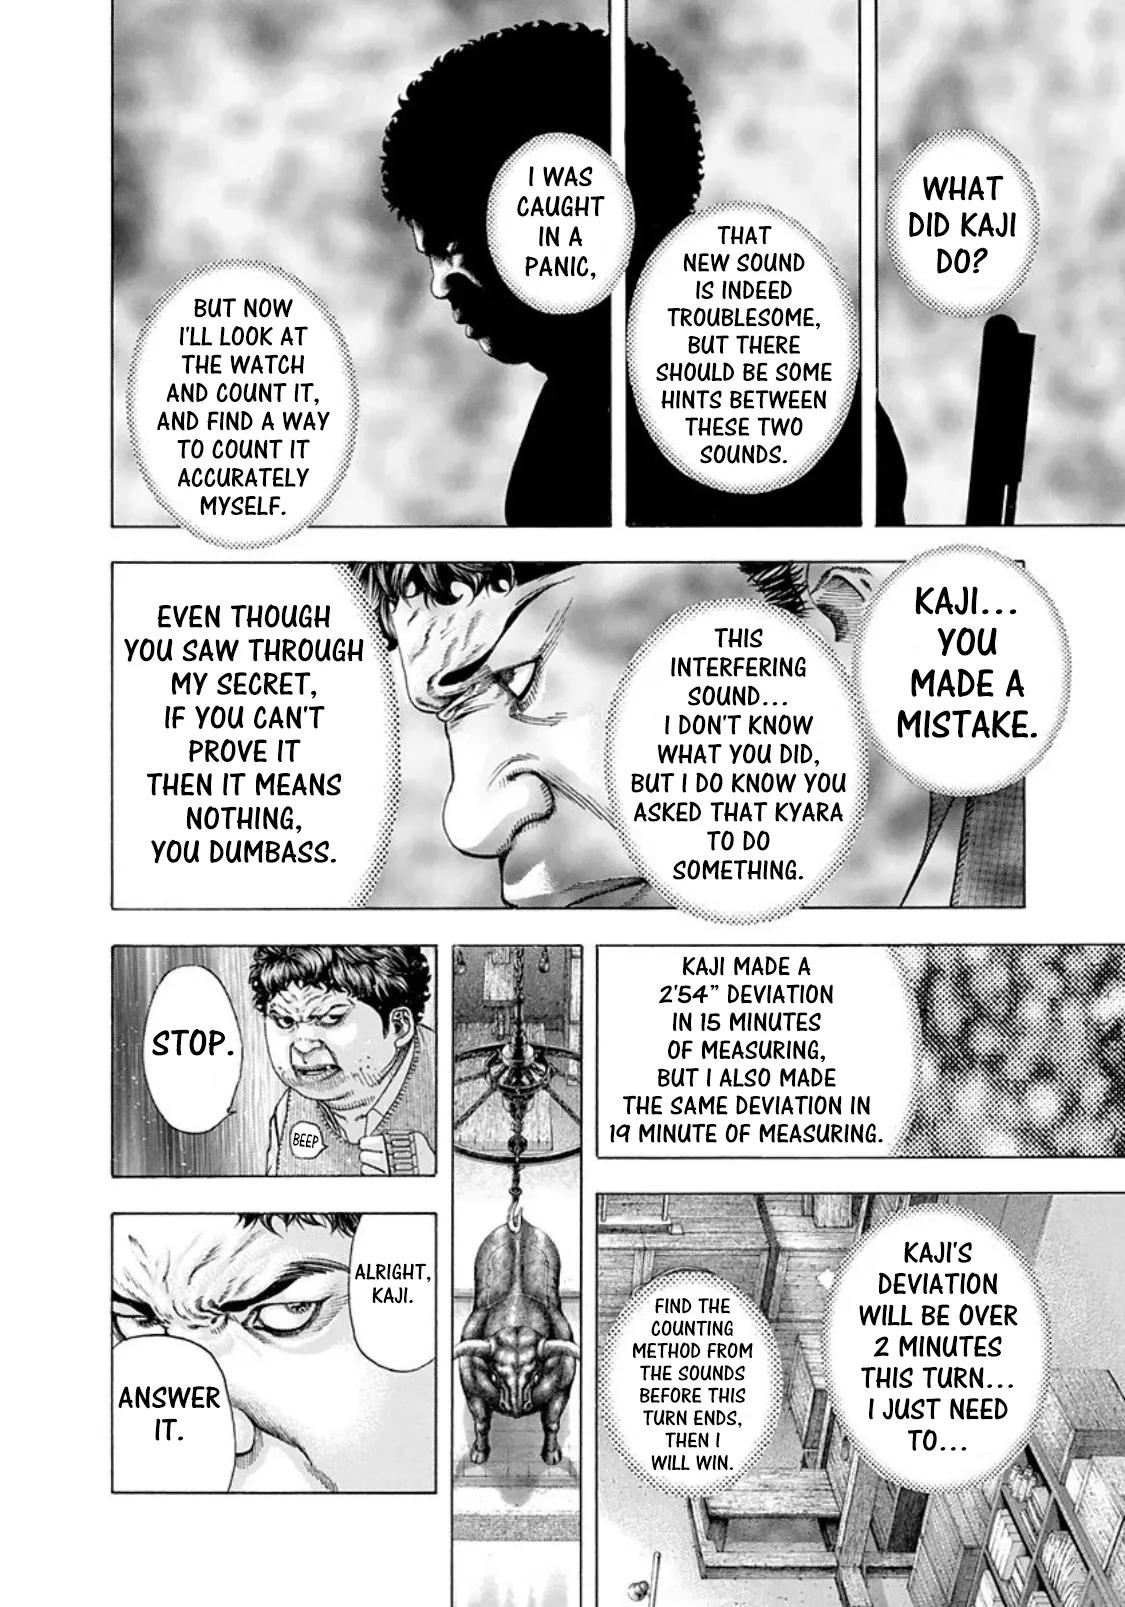 WHAT
DID KAJI
DO?
THAT
NEW SOUND
IS INDEED
TROUBLESOME,
BUT THERE
SHOULD BE SOME
HINTS BETWEEN
THESE TWO
SOUNDS.
I WAS
CAUGHT
IN A
PANIC,
BUT NOW
I'LL LOOK AT
THE WATCH
AND COUNT IT,
AND FIND A WAY
TO COUNT IT
ACCURATELY
MYSELF.
KAJI...
YOU
MADE A
MISTAKE.
THIS
INTERFERING
SOUND...
I DON'T KNOW
WHAT YOU DID,
BUT I DO KNOW YOU
ASKED THAT KYARA
TO DO
SOMETHING.
EVEN THOUGH
YOU SAW THROUGH
MY SECRET,
IF YOU CAN'T
PROVE IT
THEN IT MEANS
NOTHING,
YOU DUMBASS.
KAJI MADE A
2'54" DEVIATION
IN 15 MINUTES
OF MEASURING,
BUT I ALSO MADE
THE SAME DEVIATION IN
19 MINUTE OF MEASURING.
KAJI'S
DEVIATION
WILL BE OVER
2 MINUTES
THIS TURN...
I JUST NEED
TO...
FIND THE
COUNTING
METHOD FROM
THE SOUNDS
BEFORE THIS
TURN ENDS,
THEN I
WILL WIN.
STOP.
BEEP
ALRIGHT,
KAJI.
ANSWER
IT.